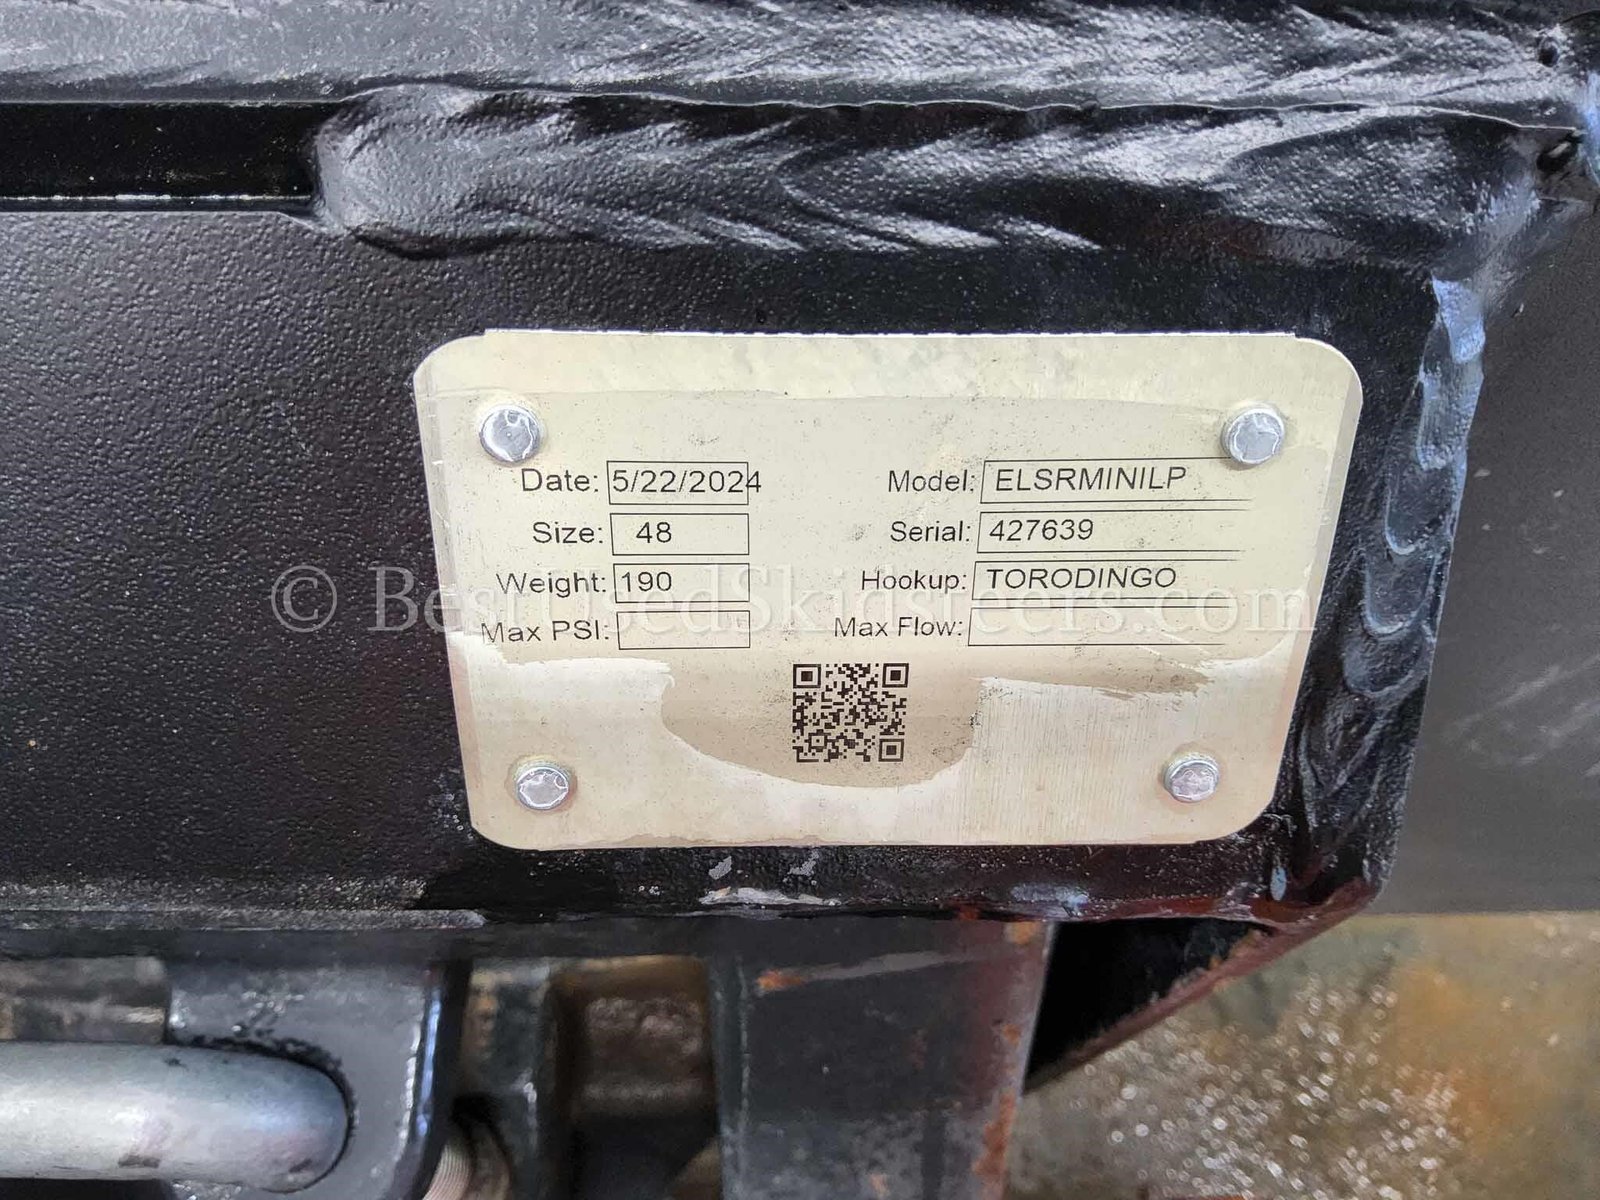 Date: 5/22/2024 Model: ELSRMINILP
Size: 48 Serial: 427639
Weight: 190 Hookup: TORODINGO
© BestUsedSkidsteers.com
Max PSI: Max Flow: